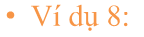 • Ví dụ 8: